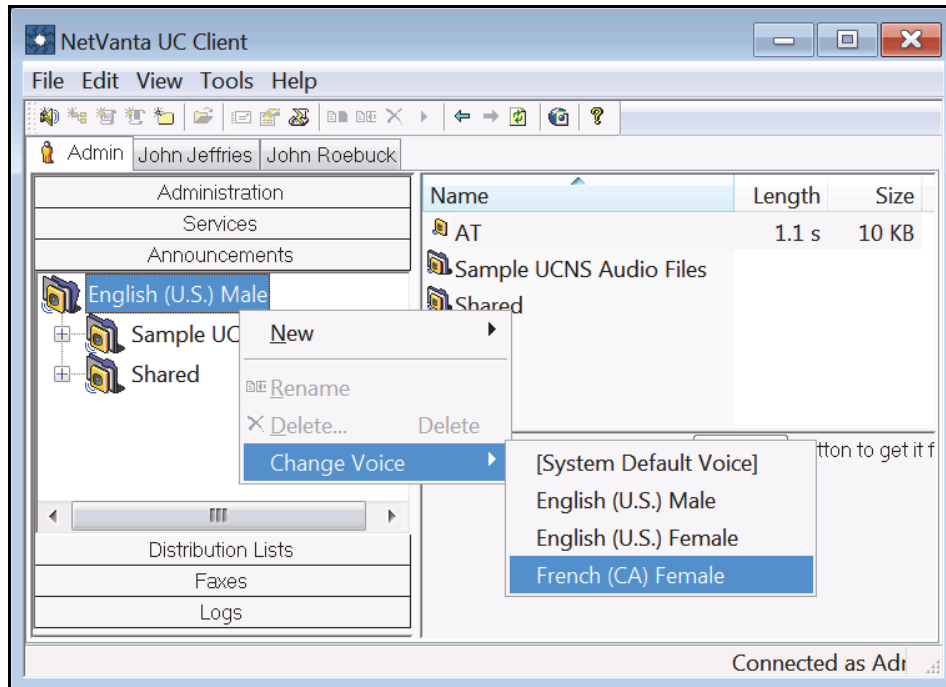 NetVanta UC Client
File Edit View Tools Help
Admin John Jeffries John Roebuck
Administration
Services
Announcements
English (U.S.) Male
Sample UC
Shared
Distribution Lists
Faxes
Logs
Name Length Size
AT 1.1 s 10 KB
Sample UCNS Audio Files
Shared
tton to get it f
New
Rename
Delete... Delete
Change Voice
[System Default Voice]
English (U.S.) Male
English (U.S.) Female
French (CA) Female
Connected as Adr